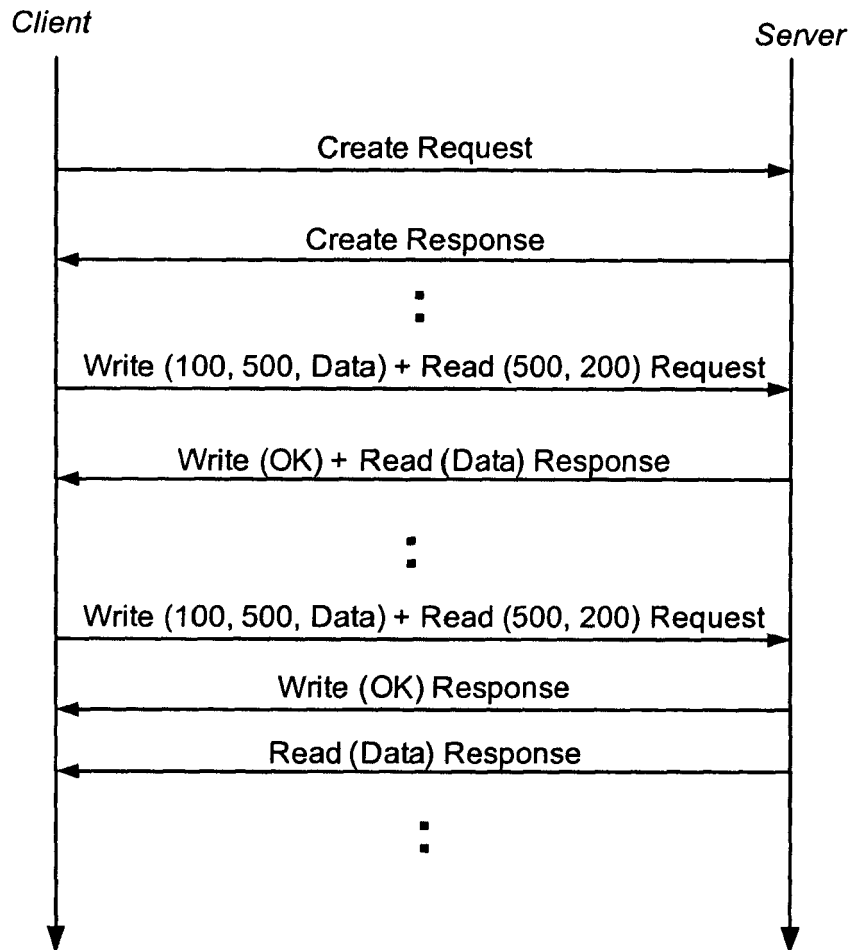 Client
Server
Create Request
Create Response
Write (100, 500, Data) + Read (500, 200) Request
Write (OK) + Read (Data) Response
Write (100, 500, Data) + Read (500, 200) Request
Write (OK) Response
Read (Data) Response